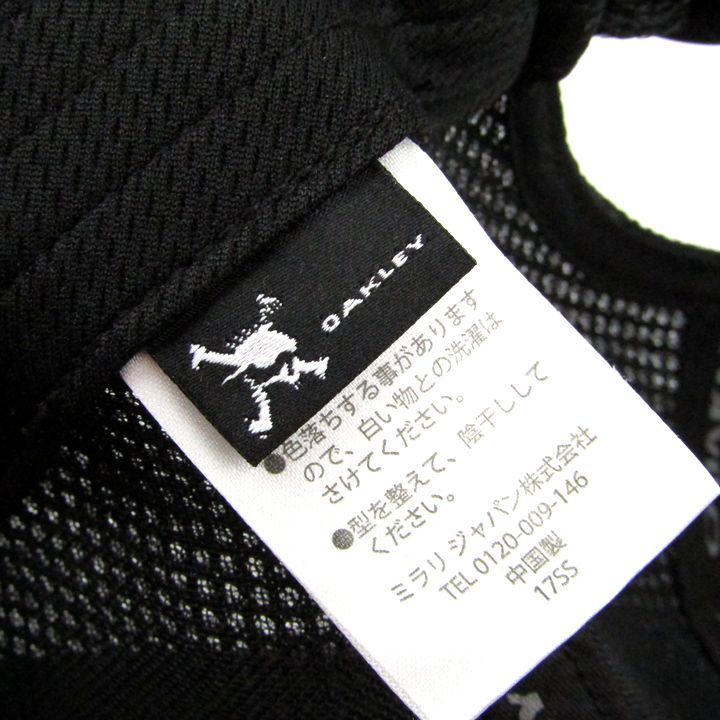 OAKLEY
●色落ちする事があります
ので、白い物との洗濯は
さけてください。
●型を整えて、陰干しして
ください。
ミラリ ジャパン株式会社
TEL 0120-009-146
中国製
17SS